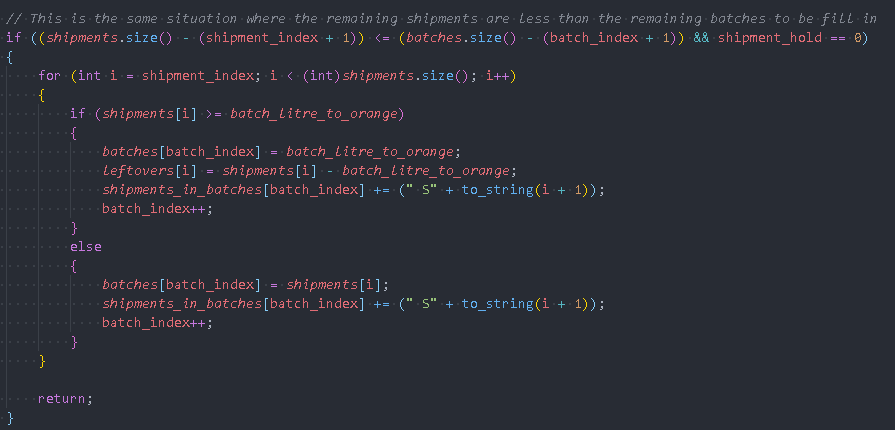 // This is the same situation where the remaining shipments are less than the remaining batches to be fill in
if ((shipments.size() - (shipment_index + 1)) <= (batches.size() - (batch_index + 1)) && shipment_hold == 0)
{
    for (int i = shipment_index; i < (int)shipments.size(); i++)
    {
        if (shipments[i] >= batch_litre_to_orange)
        {
            batches[batch_index] = batch_litre_to_orange;
            leftovers[i] = shipments[i] - batch_litre_to_orange;
            shipments_in_batches[batch_index] += (" S" + to_string(i + 1));
            batch_index++;
        }
        else
        {
            batches[batch_index] = shipments[i];
            shipments_in_batches[batch_index] += (" S" + to_string(i + 1));
            batch_index++;
        }
    }
    return;
}